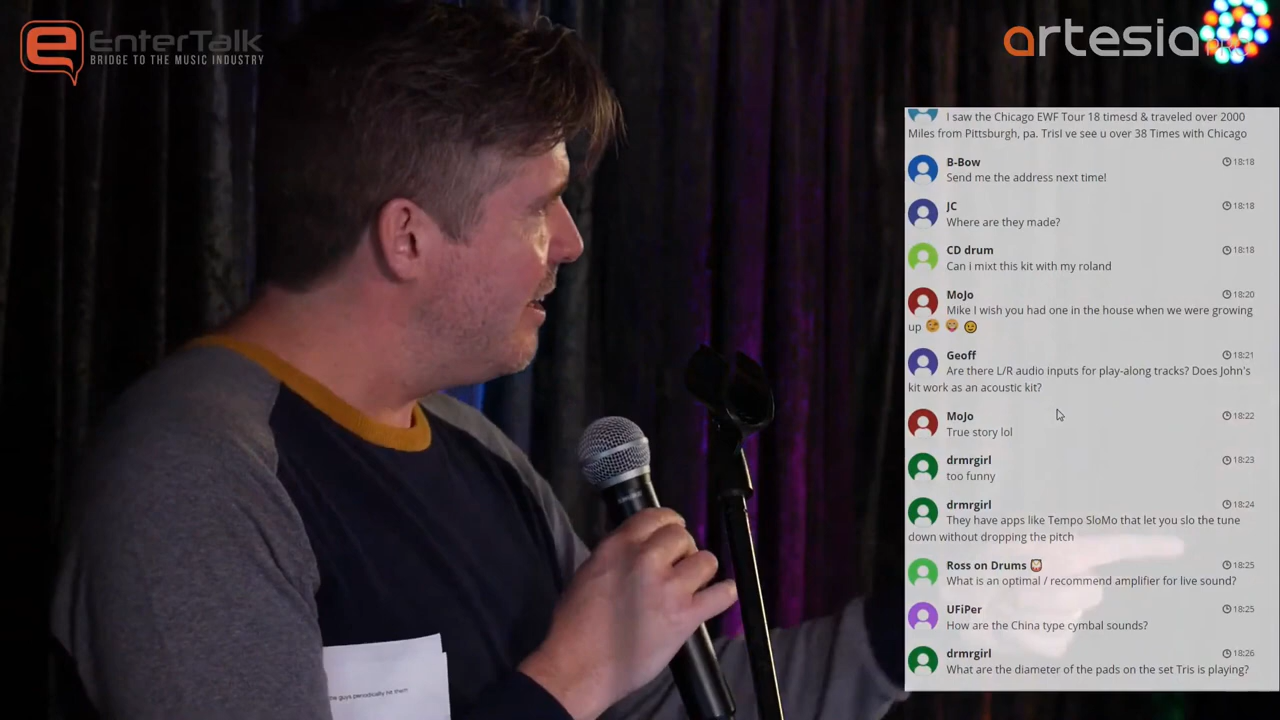 EnterTalk
BRIDGE TO THE MUSIC INDUSTRY
artesia
I saw the Chicago EWF Tour 18 timesd & traveled over 2000
Miles from Pittsburgh, pa. TrisI ve see u over 38 Times with Chicago
B-Bow 18:18
Send me the address next time!
JC 18:18
Where are they made?
CD drum 18:18
Can i mixt this kit with my roland
MoJo 18:20
Mike I wish you had one in the house when we were growing
up
Geoff 18:21
Are there L/R audio inputs for play-along tracks? Does John's
kit work as an acoustic kit?
MoJo 18:22
True story lol
drmrgirl 18:23
too funny
drmrgirl 18:24
They have apps like Tempo SloMo that let you slo the tune
down without dropping the pitch
Ross on Drums 18:25
What is an optimal / recommend amplifier for live sound?
UFiPer 18:25
How are the China type cymbal sounds?
drmrgirl 18:26
What are the diameter of the pads on the set Tris is playing?
guys periodically hit them